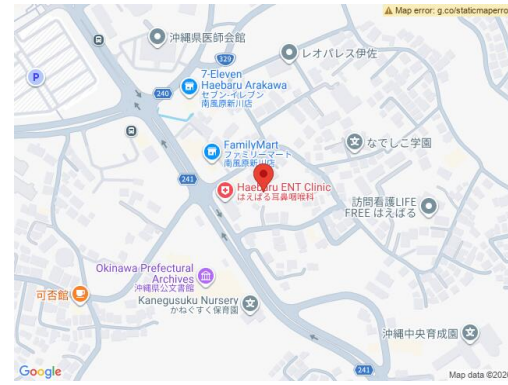 Map error: g.co/staticmaperro
沖縄県医師会館
329
レオパレス伊佐
P
7-Eleven
Haebaru Arakawa
セブン-イレブン
南風原新川店
240
FamilyMart
ファミリーマート
南風原新川店
なでしこ学園
241
Haebaru ENT Clinic
はえばる耳鼻咽喉科
訪問看護LIFE
FREE はえばる
Okinawa Prefectural
Archives
沖縄県公文書館
可否館
Kanegusuku Nursery
かねぐすく保育園
沖縄中央育成園
241
Google
Map data ©2026